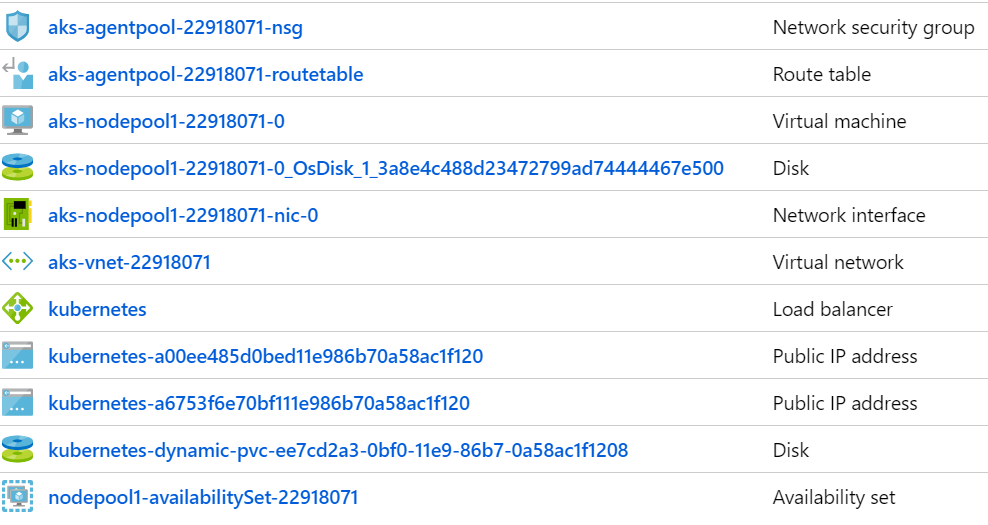 aks-agentpool-22918071-nsg Network security group
aks-agentpool-22918071-routetable Route table
aks-nodepool1-22918071-0 Virtual machine
aks-nodepool1-22918071-0_OsDisk_1_3a8e4c488d23472799ad74444467e500 Disk
aks-nodepool1-22918071-nic-0 Network interface
aks-vnet-22918071 Virtual network
kubernetes Load balancer
kubernetes-a00ee485d0bed11e986b70a58ac1f120 Public IP address
kubernetes-a6753f6e70bf111e986b70a58ac1f120 Public IP address
kubernetes-dynamic-pvc-ee7cd2a3-0bf0-11e9-86b7-0a58ac1f1208 Disk
nodepool1-availabilitySet-22918071 Availability set